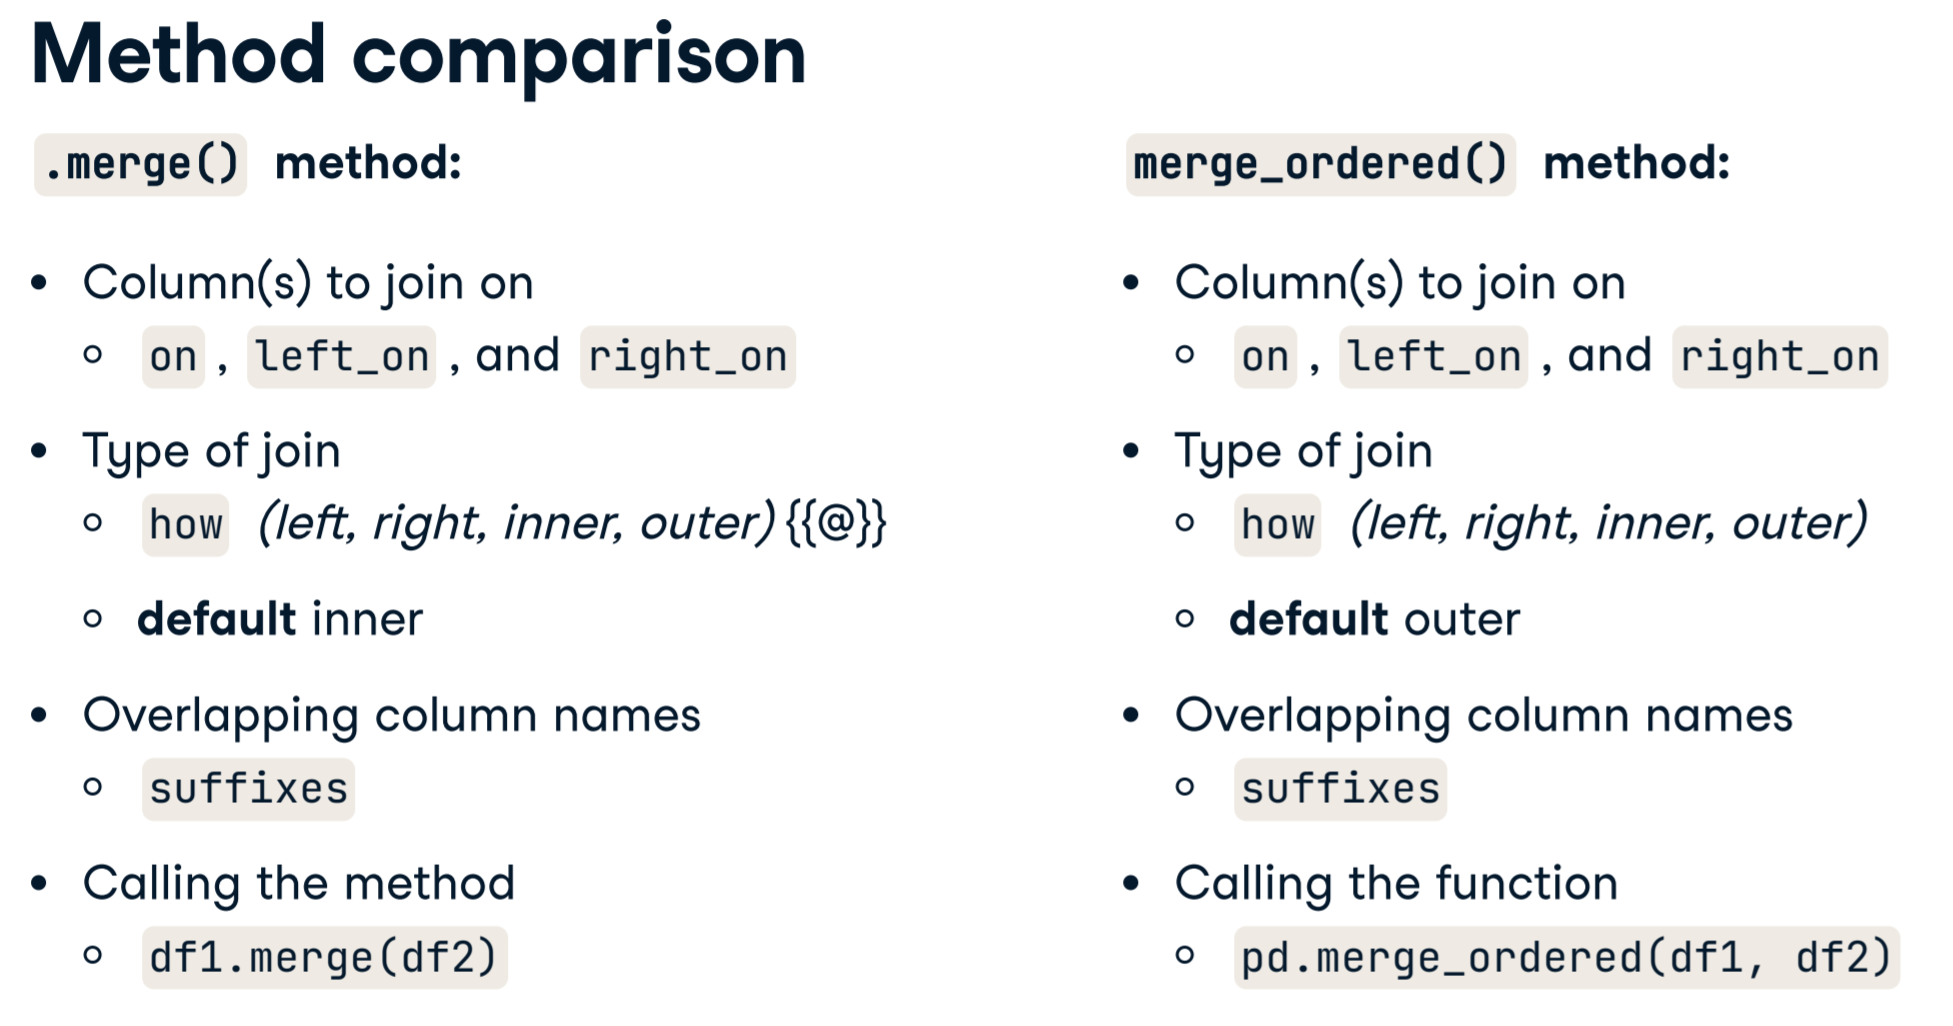 Method comparison
.merge() method:
• Column(s) to join on
◦ on , left_on , and right_on
• Type of join
◦ how (left, right, inner, outer) {{@}}
◦ default inner
• Overlapping column names
◦ suffixes
• Calling the method
◦ df1.merge(df2)
merge_ordered() method:
• Column(s) to join on
◦ on , left_on , and right_on
• Type of join
◦ how (left, right, inner, outer)
◦ default outer
• Overlapping column names
◦ suffixes
• Calling the function
◦ pd.merge_ordered(df1, df2)